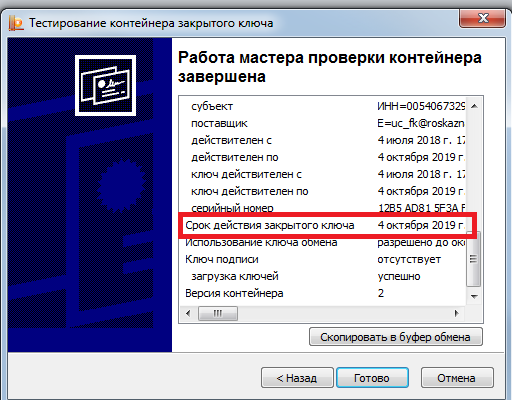 Тестирование контейнера закрытого ключа
Работа мастера проверки контейнера
завершена
субъект ИНН=0054067329
поставщик E=uc_fk@roskazn
действителен с 4 июля 2018 г. 17
действителен по 4 октября 2019 г.
ключ действителен с 4 июля 2018 г. 17
ключ действителен по 4 октября 2019 г.
серийный номер 12B5 AD81 5F3A
Срок действия закрытого ключа 4 октября 2019 г
Использование ключа обмена разрешено до око
Ключ подписи отсутствует
загрузка ключей успешно
Версия контейнера 2
Скопировать в буфер обмена
< Назад Готово Отмена